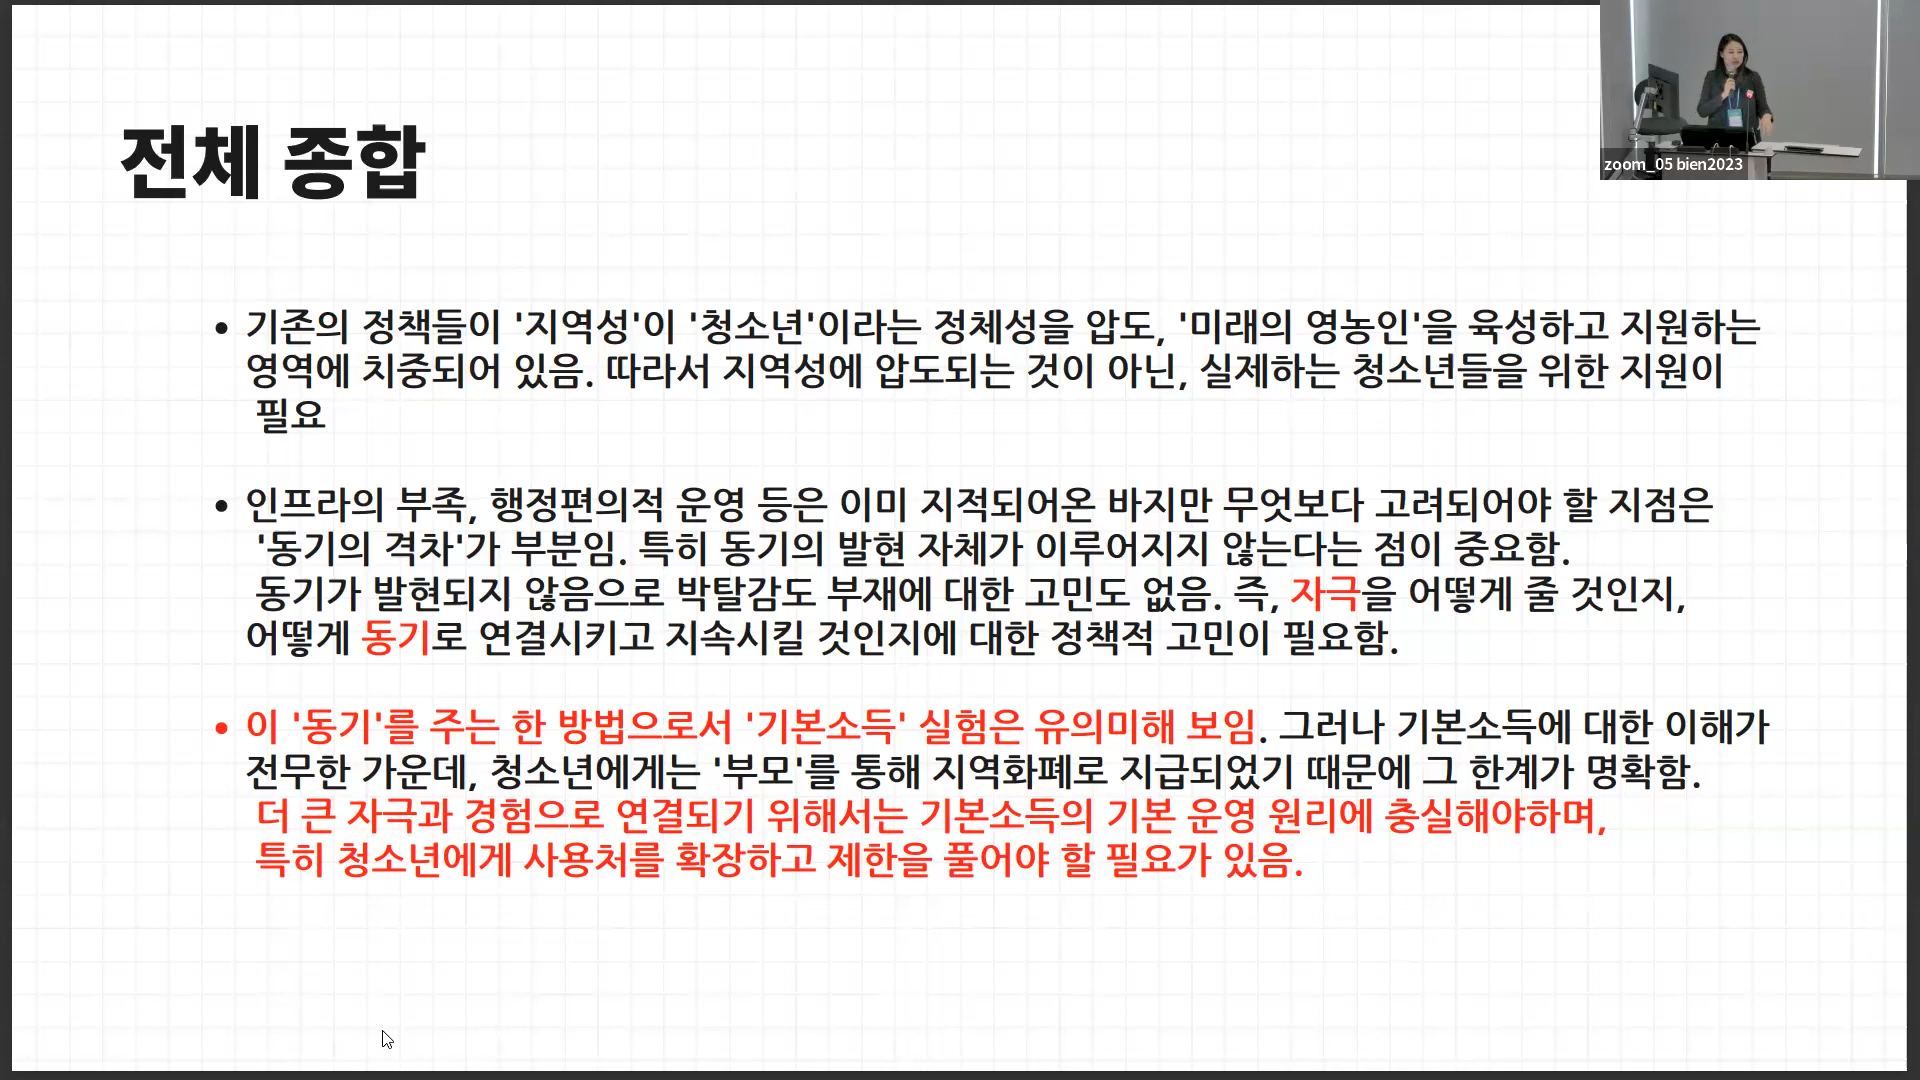 전체 종합
zoom_05 bien2023
• 기존의 정책들이 '지역성'이 '청소년'이라는 정체성을 압도, '미래의 영농인'을 육성하고 지원하는
영역에 치중되어 있음. 따라서 지역성에 압도되는 것이 아닌, 실제하는 청소년들을 위한 지원이
필요
• 인프라의 부족, 행정편의적 운영 등은 이미 지적되어온 바지만 무엇보다 고려되어야 할 지점은
'동기의 격차'가 부분임. 특히 동기의 발현 자체가 이루어지지 않는다는 점이 중요함.
동기가 발현되지 않음으로 박탈감도 부재에 대한 고민도 없음. 즉, 자극을 어떻게 줄 것인지,
어떻게 동기로 연결시키고 지속시킬 것인지에 대한 정책적 고민이 필요함.
• 이 '동기'를 주는 한 방법으로서 '기본소득' 실험은 유의미해 보임. 그러나 기본소득에 대한 이해가
전무한 가운데, 청소년에게는 '부모'를 통해 지역화폐로 지급되었기 때문에 그 한계가 명확함.
더 큰 자극과 경험으로 연결되기 위해서는 기본소득의 기본 운영 원리에 충실해야하며,
특히 청소년에게 사용처를 확장하고 제한을 풀어야 할 필요가 있음.